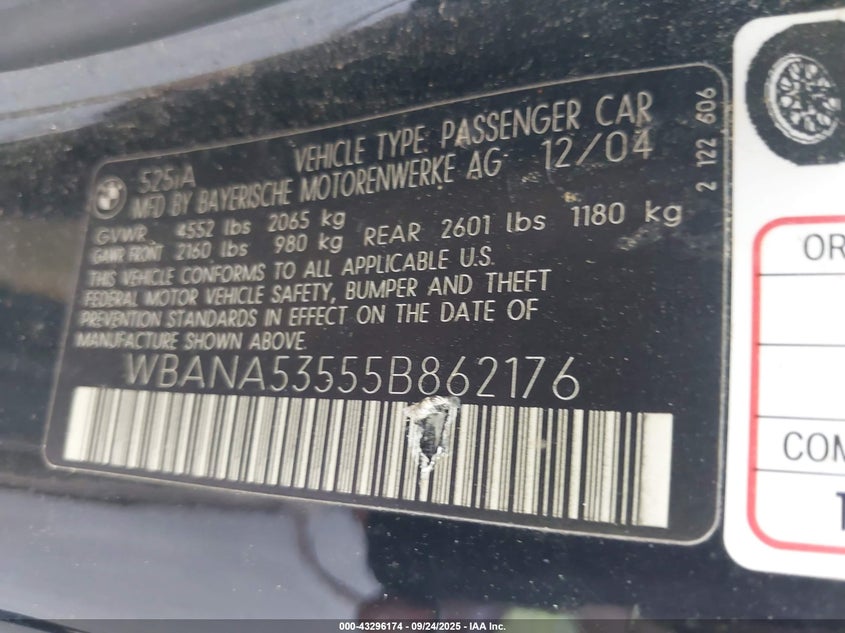 525iA VEHICLE TYPE: PASSENGER CAR
MFD BY BAYERISCHE MOTORENWERKE AG 12/04
GVWR 4552 lbs 2065 kg
GAWR FRONT 2160 lbs 980 kg REAR 2601 lbs 1180 kg
THIS VEHICLE CONFORMS TO ALL APPLICABLE U.S.
FEDERAL MOTOR VEHICLE SAFETY, BUMPER AND THEFT
PREVENTION STANDARDS IN EFFECT ON THE DATE OF
MANUFACTURE SHOWN ABOVE.
WBANA53555B862176
2 122 606
OR
COM
000-43296174 - 09/24/2025 - IAA Inc.